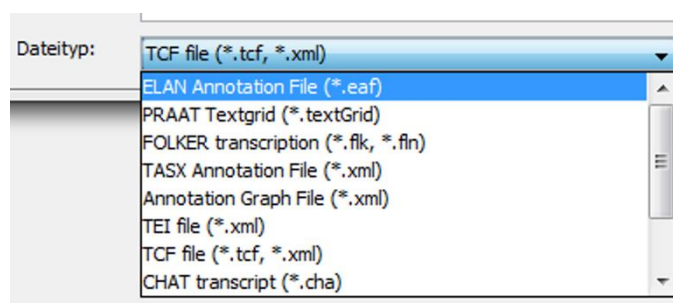 Dateityp: TCF file (*.tcf, *.xml)
ELAN Annotation File (*.eaf)
PRAAT Textgrid (*.textGrid)
FOLKER transcription (*.flk, *.fln)
TASX Annotation File (*.xml)
Annotation Graph File (*.xml)
TEI file (*.xml)
TCF file (*.tcf, *.xml)
CHAT transcript (*.cha)